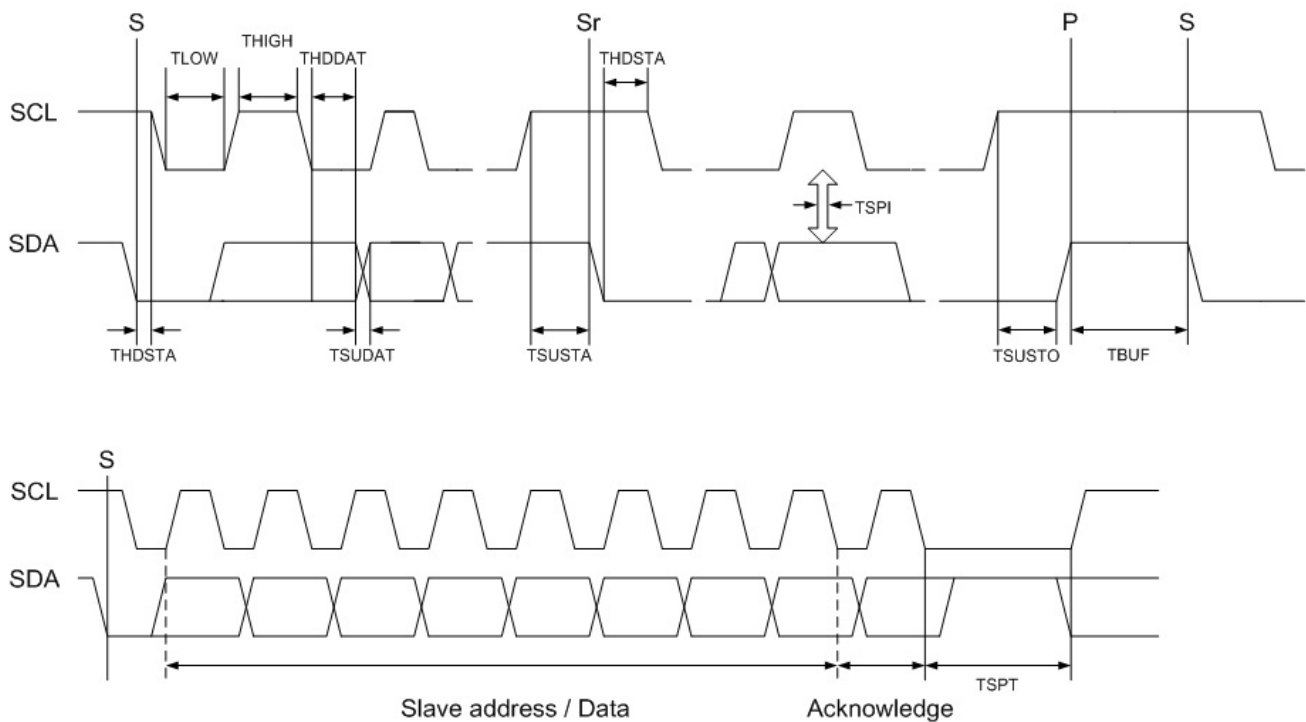 S Sr P S
TLOW THIGH THDDAT THDSTA
SCL
TSPI
SDA
THDSTA TSUDAT TSUSTA TSUSTO TBUF
S
SCL
SDA
TSPT
Slave address / Data Acknowledge